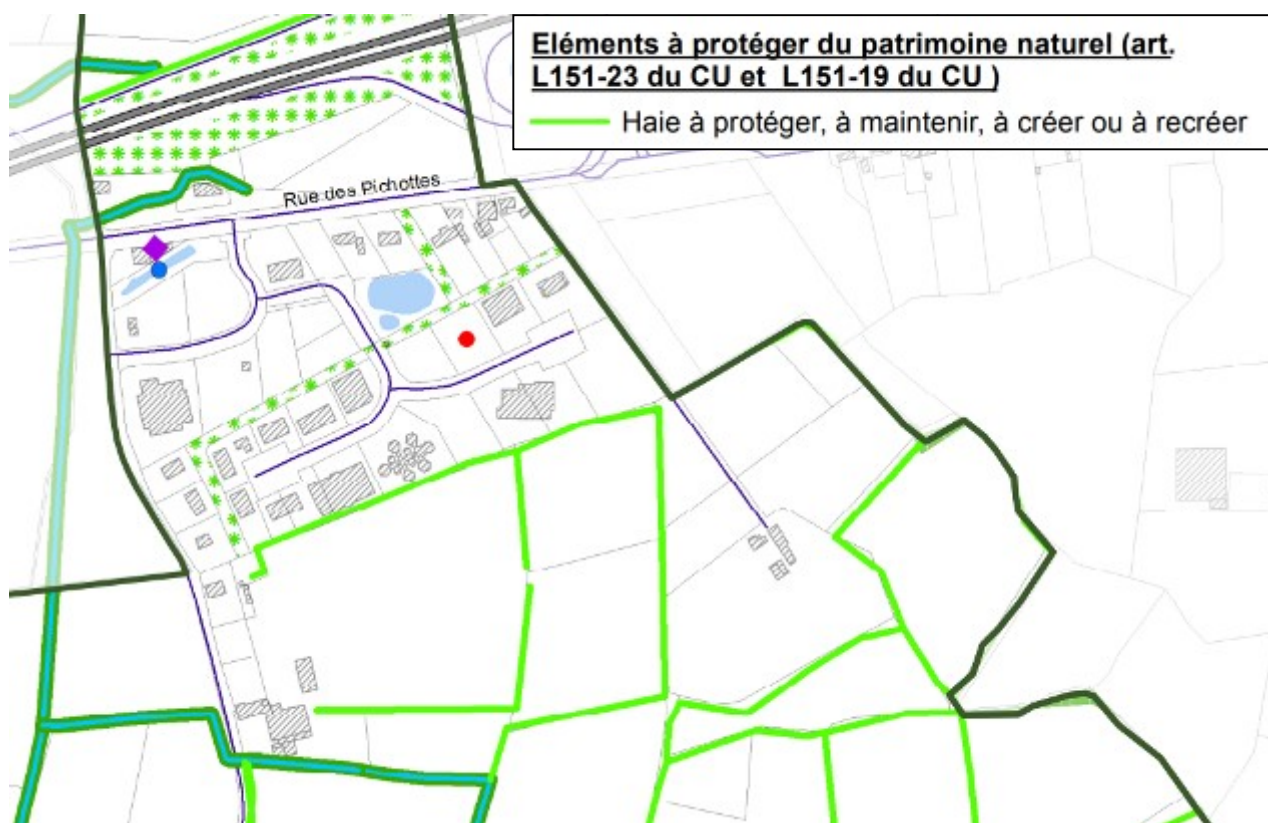 Eléments à protéger du patrimoine naturel (art.
L151-23 du CU et  L151-19 du CU )
Haie à protéger, à maintenir, à créer ou à recréer
Rue des Pichottes